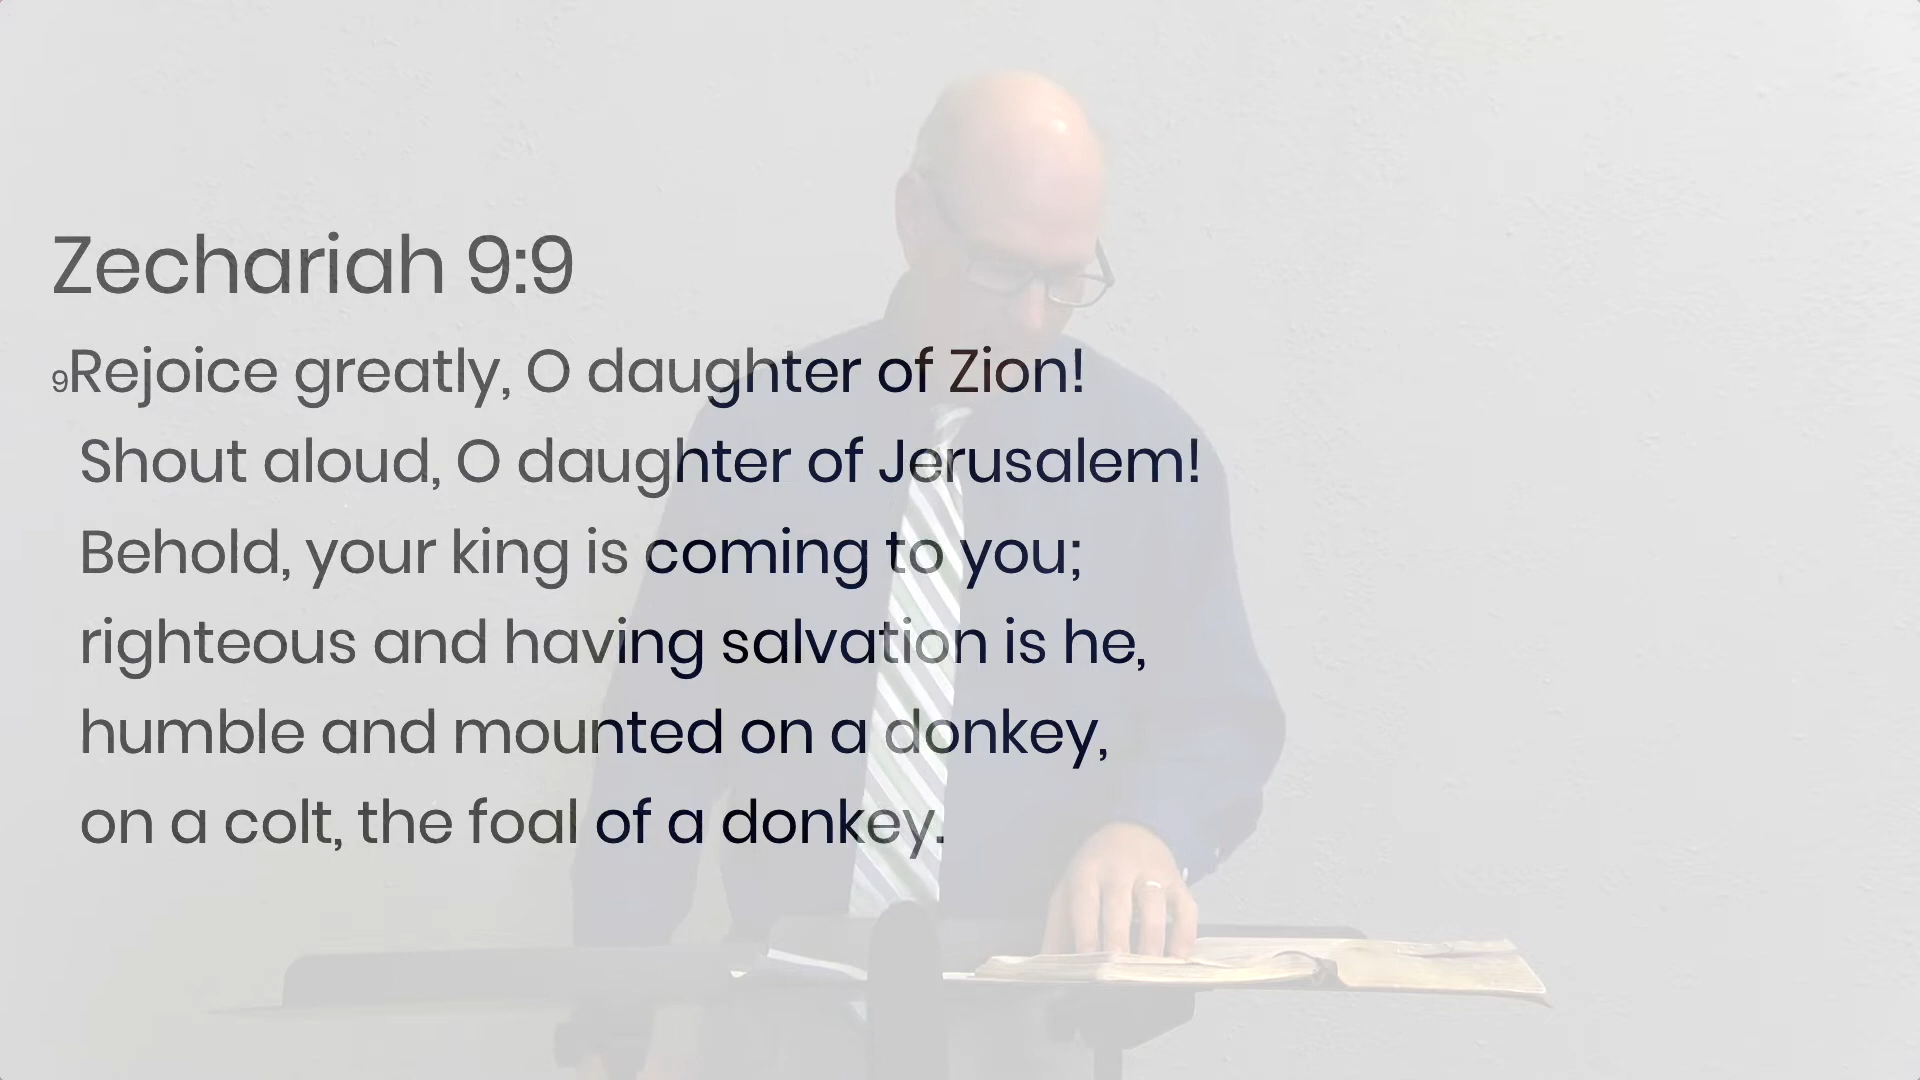 Zechariah 9:9
9Rejoice greatly, O daughter of Zion!
Shout aloud, O daughter of Jerusalem!
Behold, your king is coming to you;
righteous and having salvation is he,
humble and mounted on a donkey,
on a colt, the foal of a donkey.